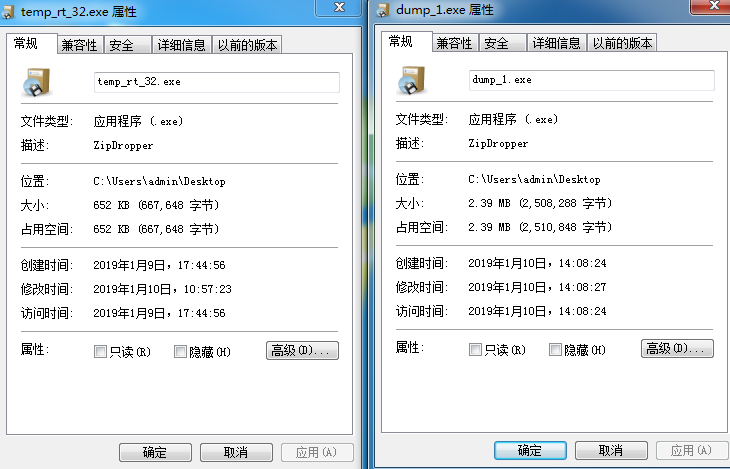 temp_rt_32.exe 属性
常规 兼容性 安全 详细信息 以前的版本
temp_rt_32.exe
文件类型: 应用程序 (.exe)
描述: ZipDropper
位置: C:\Users\admin\Desktop
大小: 652 KB (667,648 字节)
占用空间: 652 KB (667,648 字节)
创建时间: 2019年1月9日, 17:44:56
修改时间: 2019年1月10日, 10:57:23
访问时间: 2019年1月9日, 17:44:56
属性: 只读(R) 隐藏(H) 高级(D)...
确定 取消 应用(A)
dump_1.exe 属性
常规 兼容性 安全 详细信息 以前的版本
dump_1.exe
文件类型: 应用程序 (.exe)
描述: ZipDropper
位置: C:\Users\admin\Desktop
大小: 2.39 MB (2,508,288 字节)
占用空间: 2.39 MB (2,510,848 字节)
创建时间: 2019年1月10日, 14:08:24
修改时间: 2019年1月10日, 14:08:27
访问时间: 2019年1月10日, 14:08:24
属性: 只读(R) 隐藏(H) 高级(D)...
确定 取消 应用(A)